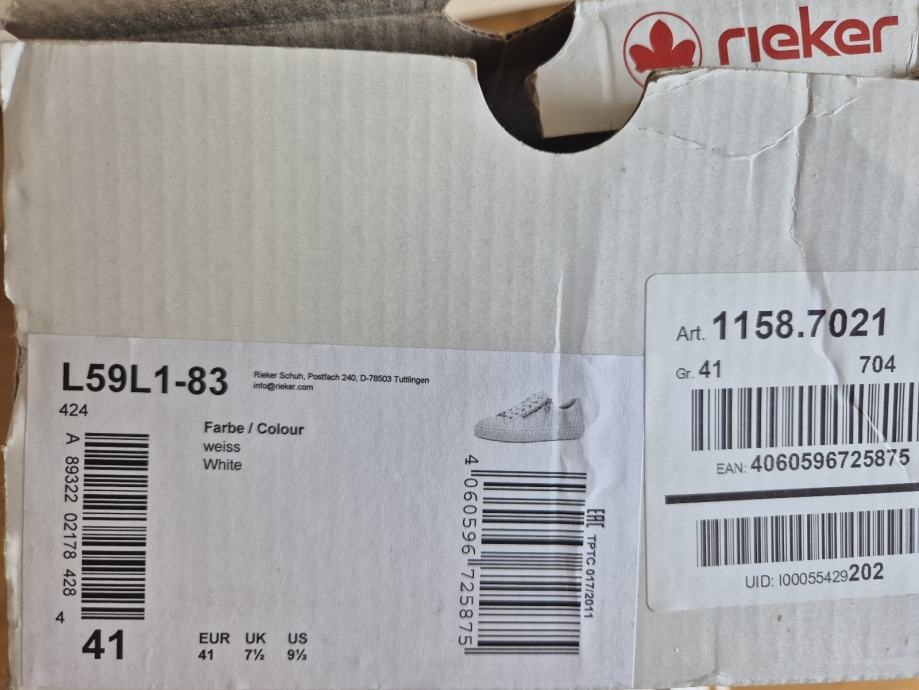 rieker
L59L1-83
Rieker Schuh, Postfach 240, D-78503 Tuttlingen
info@rieker.com
424
A 89322 02178 428 4
Farbe / Colour
weiss
White
4 060596 725875
EAC TPTC 017/2011
41
EUR UK US
41 7½ 9½
Art. 1158.7021
Gr. 41 704
EAN: 4060596725875
UID: I00055429202